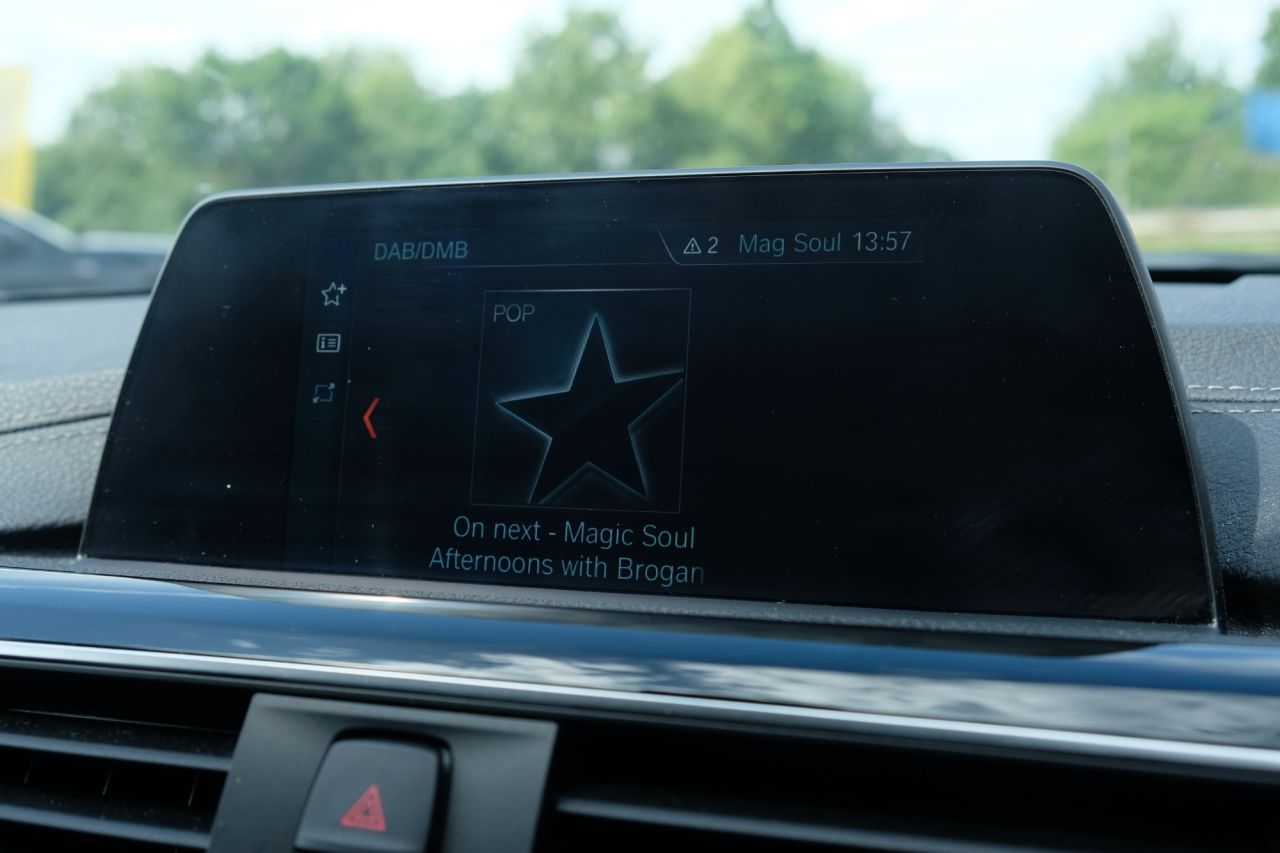 DAB/DMB
2 Mag Soul 13:57
POP
On next - Magic Soul
Afternoons with Brogan